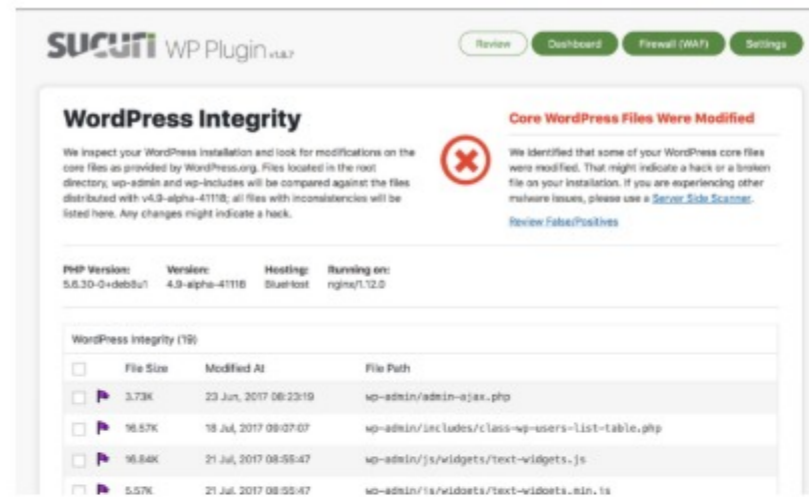 SUCURI WP Plugin v1.8.7
Review Dashboard Firewall (WAF) Settings
WordPress Integrity
We inspect your WordPress installation and look for modifications on the
core files as provided by WordPress.org. Files located in the root
directory, wp-admin and wp-includes will be compared against the files
distributed with v4.9-alpha-41118; all files with inconsistencies will be
listed here. Any changes might indicate a hack.
Core WordPress Files Were Modified
We identified that some of your WordPress core files
were modified. That might indicate a hack or a broken
file on your installation. If you are experiencing other
malware issues, please use a Server Side Scanner.
Review False/Positives
PHP Version: Version: Hosting: Running on:
5.6.30-0+deb8u1 4.9-alpha-41118 BlueHost nginx/1.12.0
WordPress Integrity (19)
File Size Modified At File Path
3.73K 23 Jun, 2017 08:23:19 wp-admin/admin-ajax.php
16.57K 18 Jul, 2017 09:07:07 wp-admin/includes/class-wp-users-list-table.php
16.84K 21 Jul, 2017 08:55:47 wp-admin/js/widgets/text-widgets.js
5.57K 21 Jul, 2017 08:55:47 wp-admin/js/widgets/text-widgets.min.js